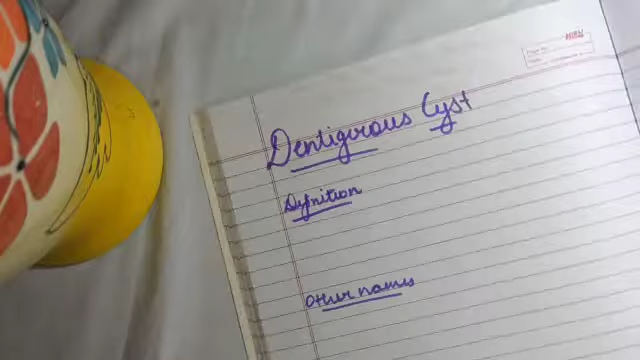 Dentigerous Cyst
Definition
Other names